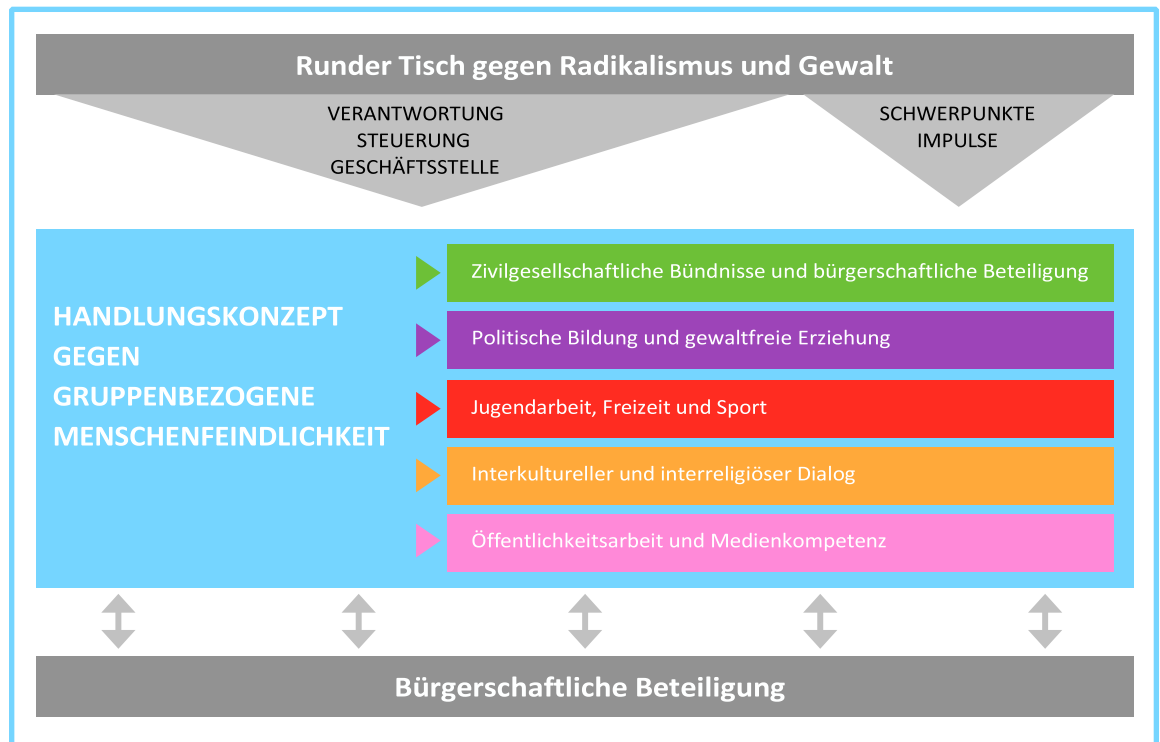 Runder Tisch gegen Radikalismus und Gewalt
VERANTWORTUNG
STEUERUNG
GESCHÄFTSSTELLE
SCHWERPUNKTE
IMPULSE
HANDLUNGSKONZEPT
GEGEN
GRUPPENBEZOGENE
MENSCHENFEINDLICHKEIT
Zivilgesellschaftliche Bündnisse und bürgerschaftliche Beteiligung
Politische Bildung und gewaltfreie Erziehung
Jugendarbeit, Freizeit und Sport
Interkultureller und interreligiöser Dialog
Öffentlichkeitsarbeit und Medienkompetenz
Bürgerschaftliche Beteiligung